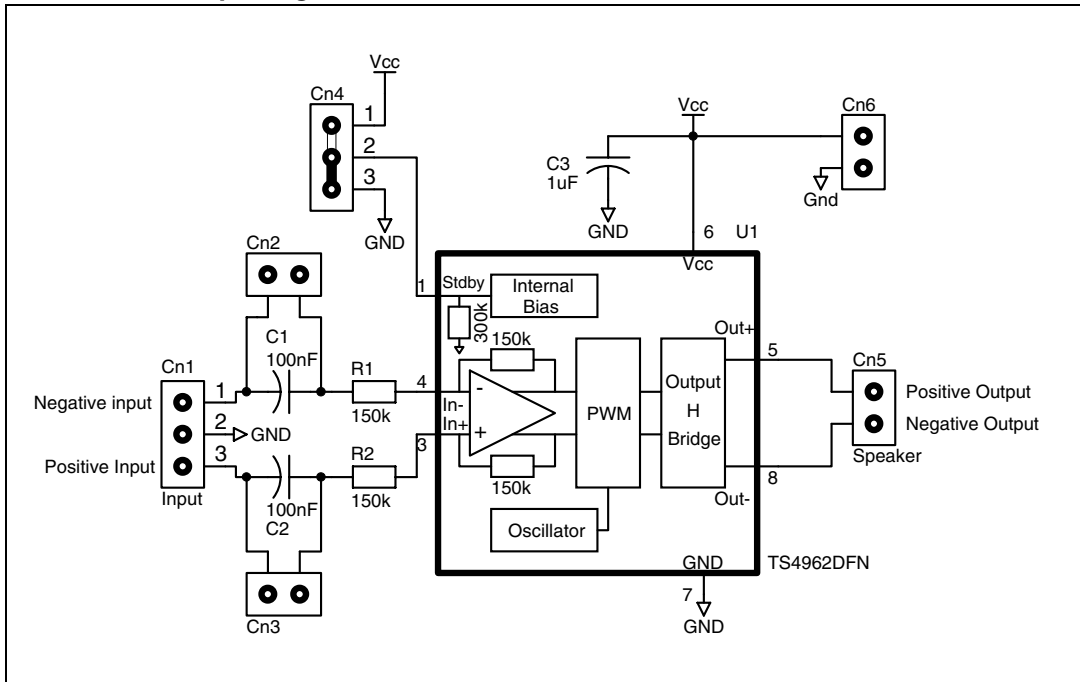 Vcc
Cn4
1
2
3
GND
Vcc
Cn6
C3
1uF
GND
Gnd
6
U1
Vcc
Cn2
1
Stdby
Internal
Bias
300k
150k
Out+
5
C1
100nF
Cn1
1
R1
150k
4
In-
-
Negative input
2
GND
In+
+
3
Positive Input
3
R2
150k
Input
100nF
C2
PWM
Output
H
Bridge
Cn5
Positive Output
Negative Output
Speaker
8
Out-
150k
Oscillator
GND
TS4962DFN
7
GND
Cn3